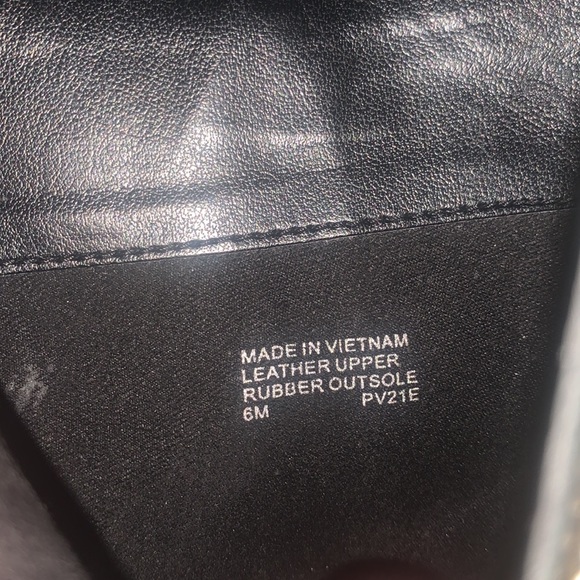 MADE IN VIETNAM
LEATHER UPPER
RUBBER OUTSOLE
6M PV21E